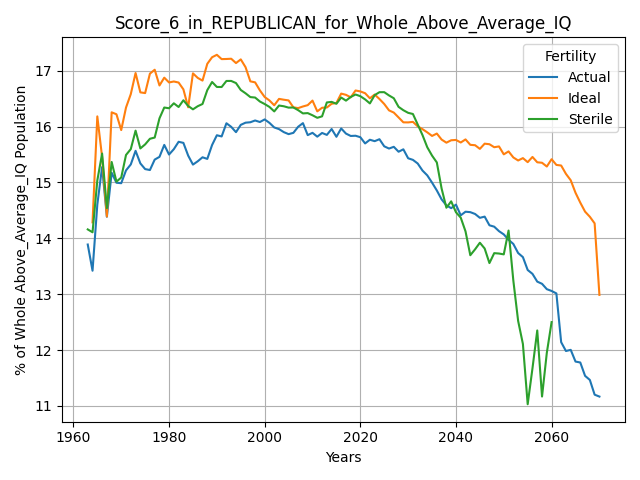 Score_6_in_REPUBLICAN_for_Whole_Above_Average_IQ
% of Whole Above_Average_IQ Population
17
16
15
14
13
12
11
Fertility
Actual
Ideal
Sterile
1960 1980 2000 2020 2040 2060
Years